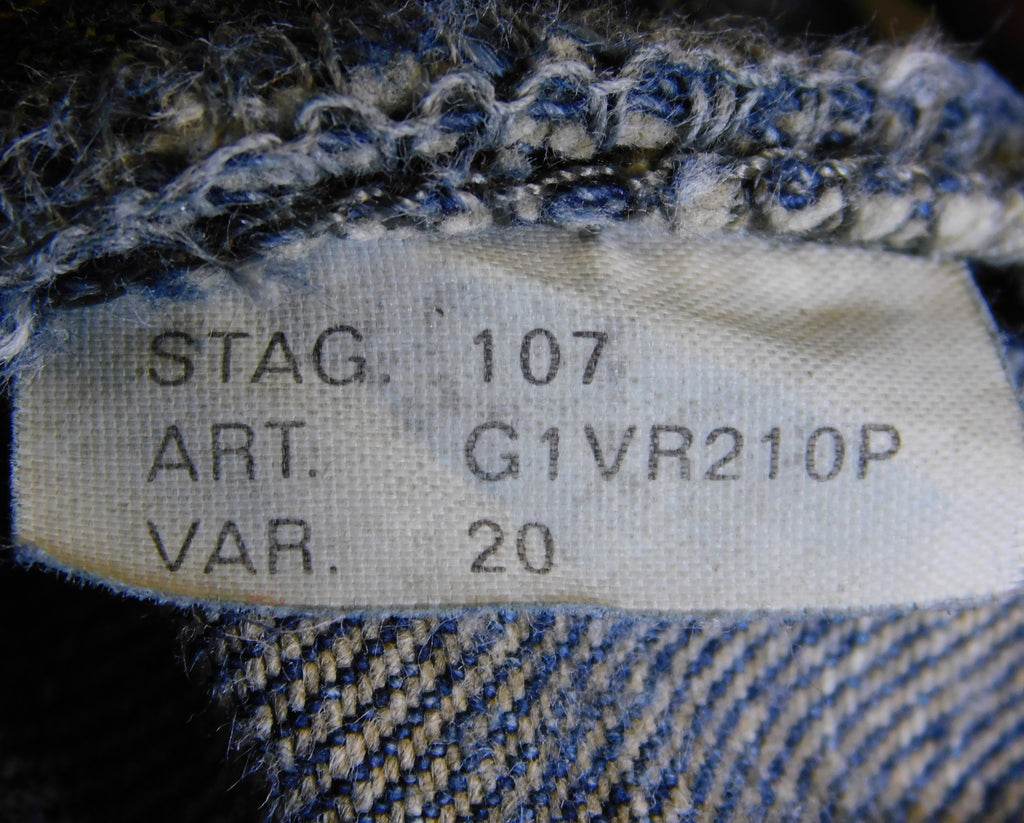 STAG. 107
ART. G1VR210P
VAR. 20